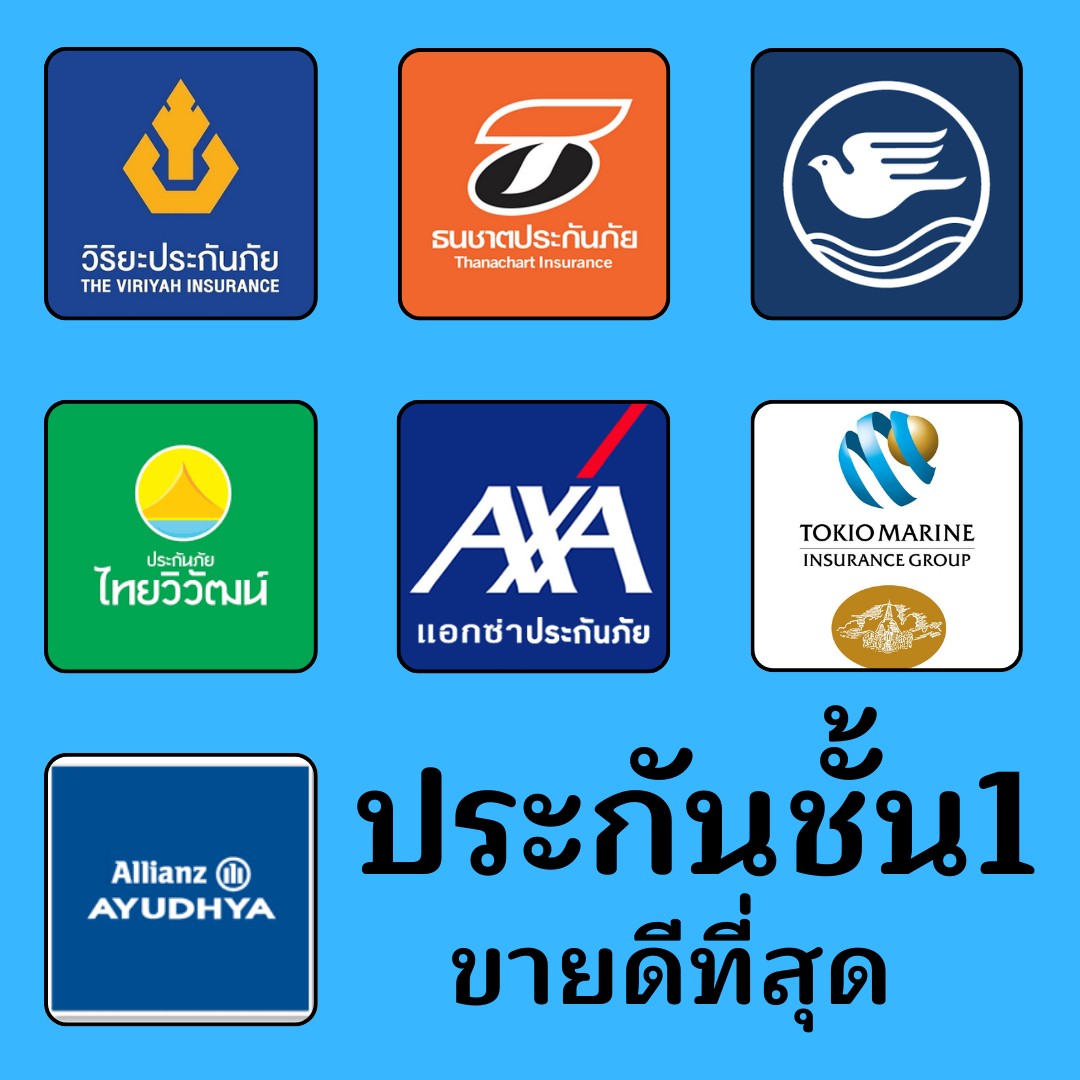 วิริยะประกันภัย
THE VIRIYAH INSURANCE
ธนชาตประกันภัย
Thanachart Insurance
ประกันภัย
ไทยวิวัฒน์
AXA
แอกซ่าประกันภัย
TOKIO MARINE
INSURANCE GROUP
Allianz
AYUDHYA
ประกันชั้น1
ขายดีที่สุด